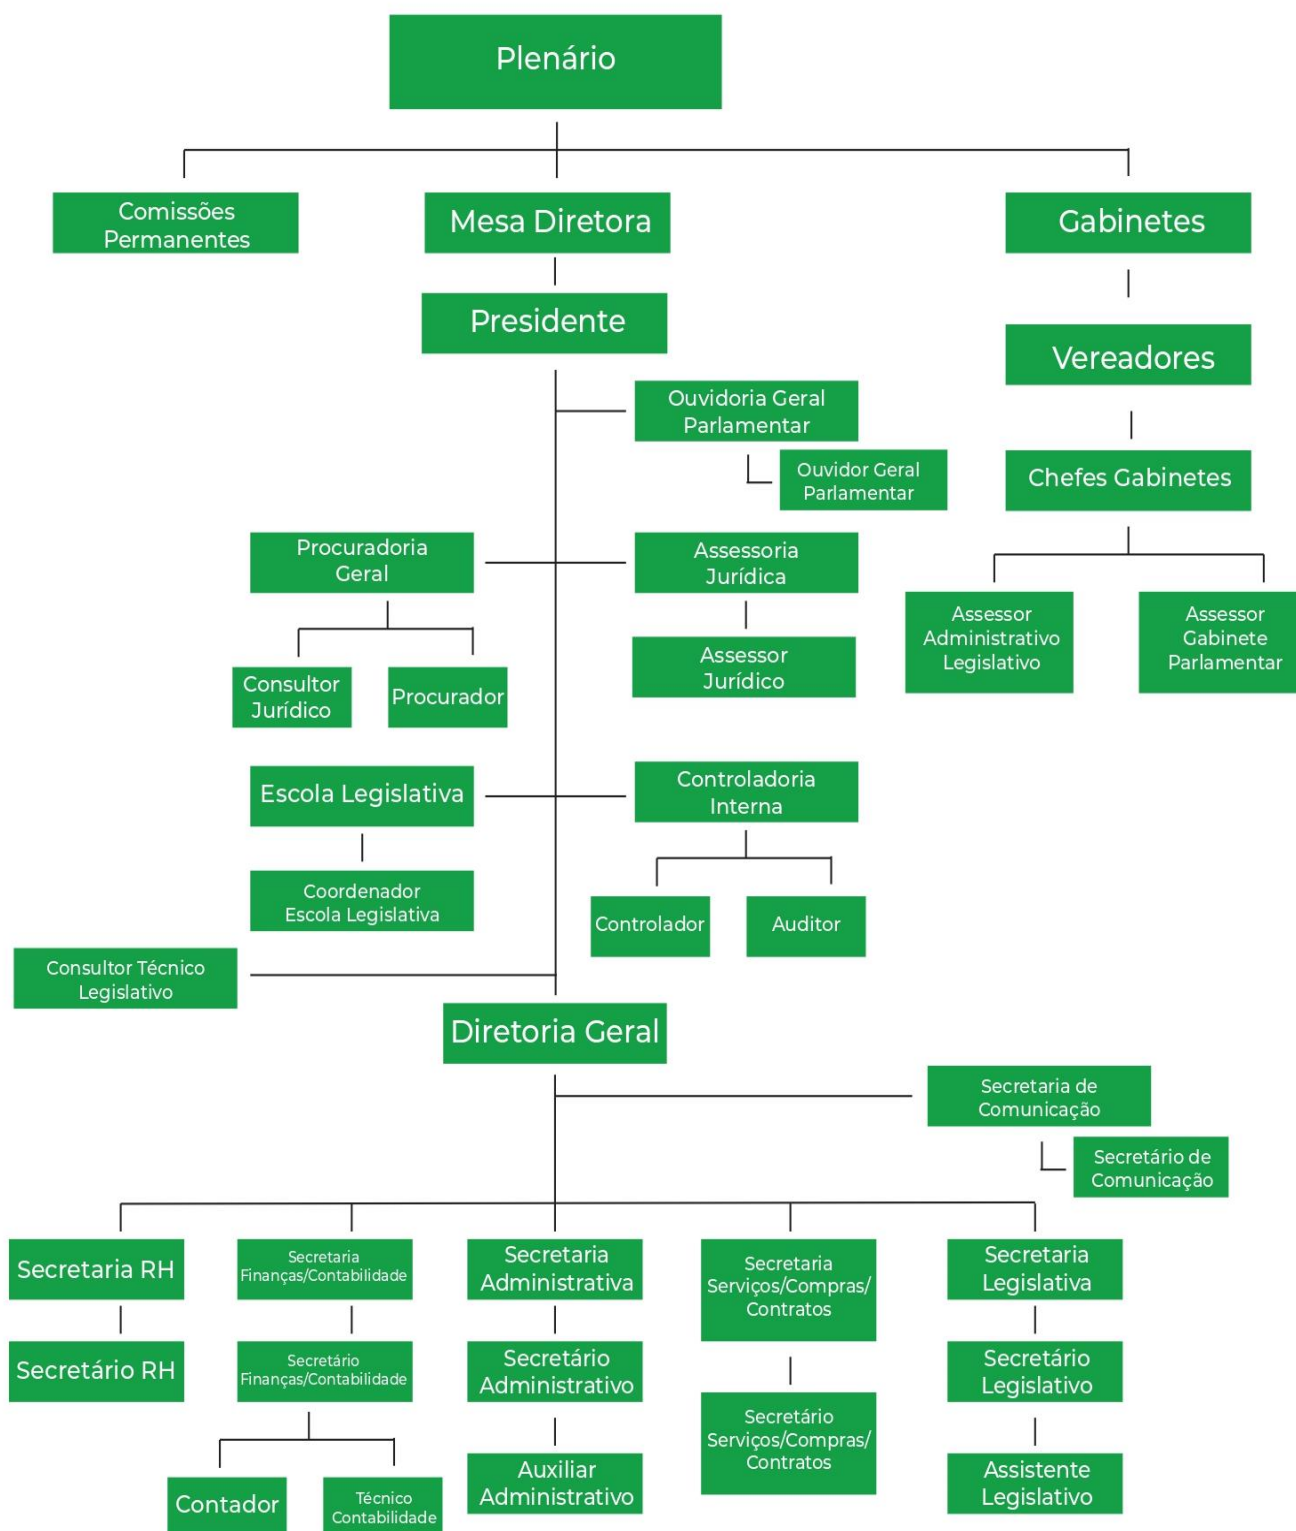 Plenário
Comissões
Permanentes
Mesa Diretora
Gabinetes
Presidente
Vereadores
Ouvidoria Geral
Parlamentar
Ouvidor Geral
Parlamentar
Chefes Gabinetes
Procuradoria
Geral
Assessoria
Jurídica
Assessor
Administrativo
Legislativo
Assessor
Gabinete
Parlamentar
Consultor
Jurídico
Procurador
Assessor
Jurídico
Escola Legislativa
Controladoria
Interna
Coordenador
Escola Legislativa
Controlador
Auditor
Consultor Técnico
Legislativo
Diretoria Geral
Secretaria de
Comunicação
Secretário de
Comunicação
Secretaria RH
Secretaria
Finanças/Contabilidade
Secretaria
Administrativa
Secretaria
Serviços/Compras/
Contratos
Secretaria
Legislativa
Secretário RH
Secretário
Finanças/Contabilidade
Secretário
Administrativo
Secretário
Serviços/Compras/
Contratos
Secretário
Legislativo
Contador
Técnico
Contabilidade
Auxiliar
Administrativo
Assistente
Legislativo